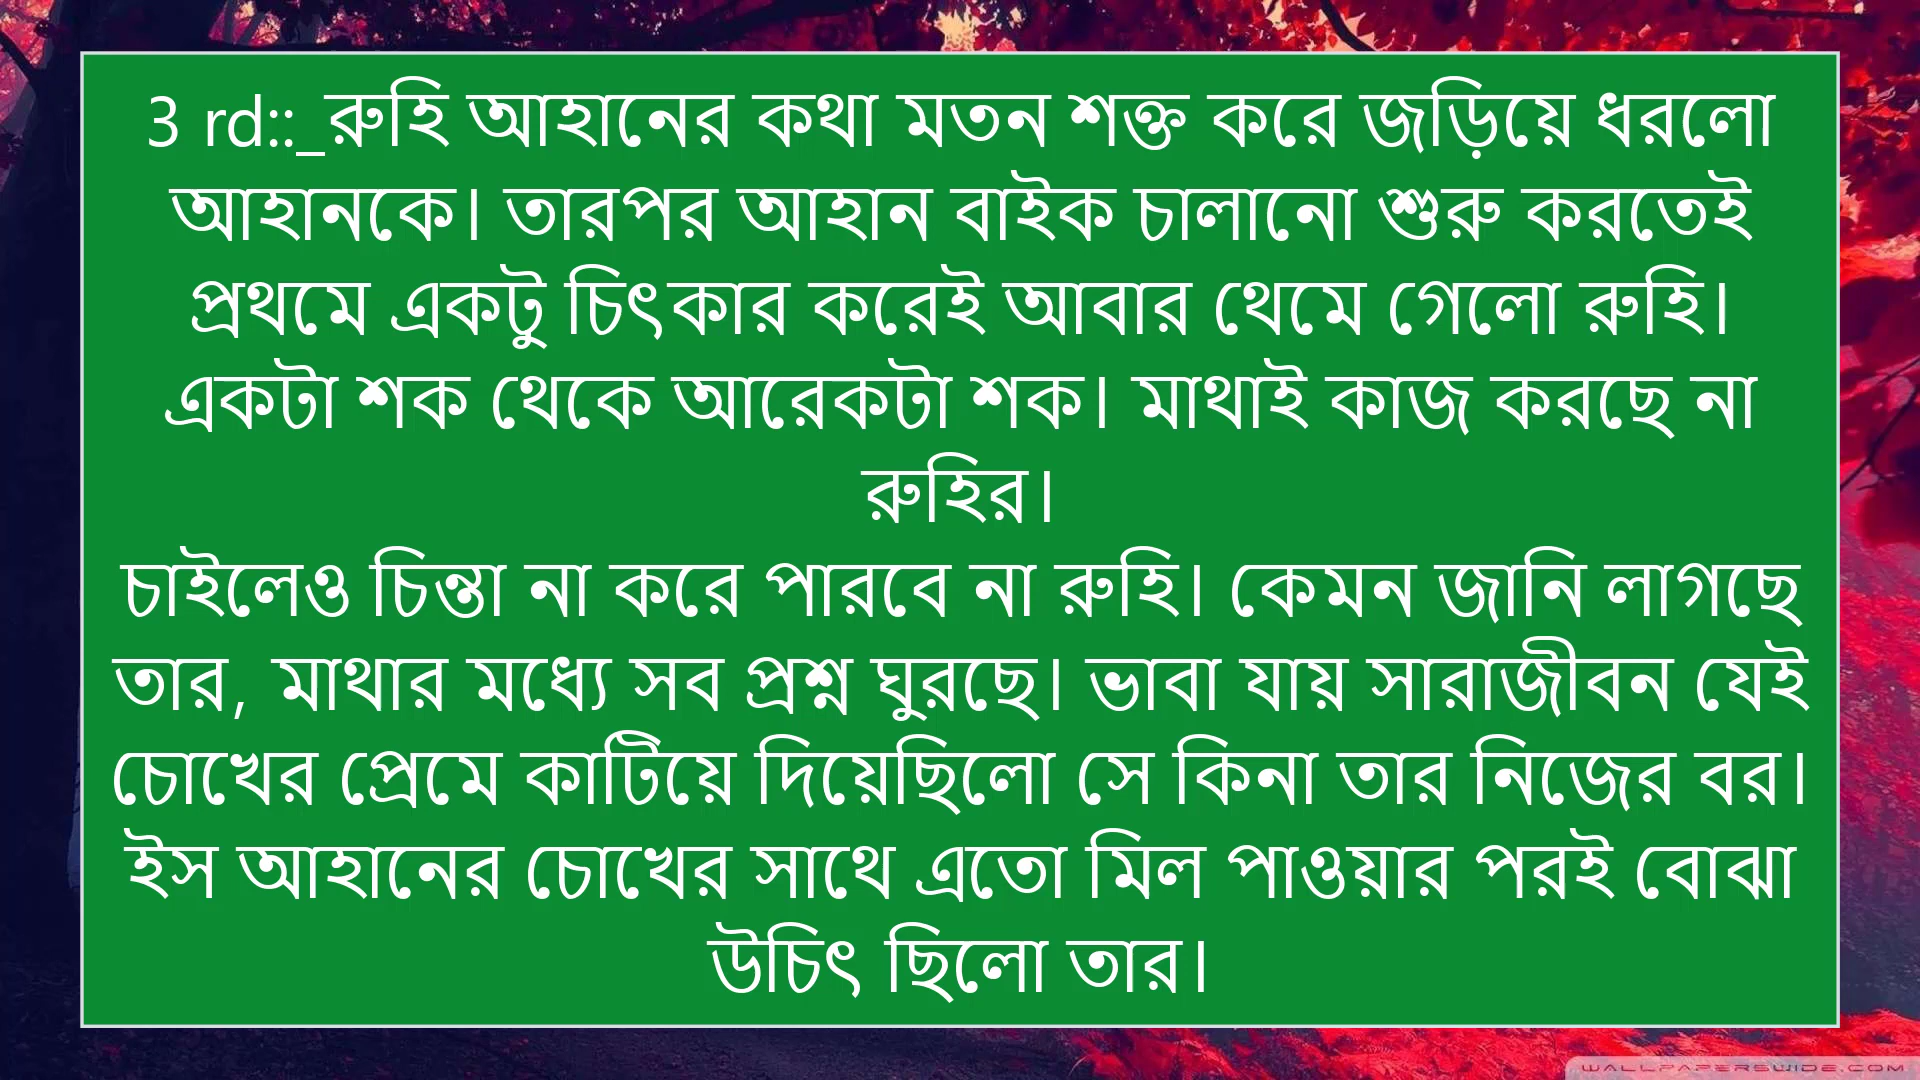 3 rd::_রুহি আহানের কথা মতন শক্ত করে জড়িয়ে ধরলো
আহানকে। তারপর আহান বাইক চালানো শুরু করতেই
প্রথমে একটু চিৎকার করেই আবার থেমে গেলো রুহি।
একটা শক থেকে আরেকটা শক। মাথাই কাজ করছে না
রুহির।
চাইলেও চিন্তা না করে পারবে না রুহি। কেমন জানি লাগছে
তার, মাথার মধ্যে সব প্রশ্ন ঘুরছে। ভাবা যায় সারাজীবন যেই
চোখের প্রেমে কাটিয়ে দিয়েছিলো সে কিনা তার নিজের বর।
ইস আহানের চোখের সাথে এতো মিল পাওয়ার পরই বোঝা
উচিৎ ছিলো তার।
WALLPAPERSWIDE.COM